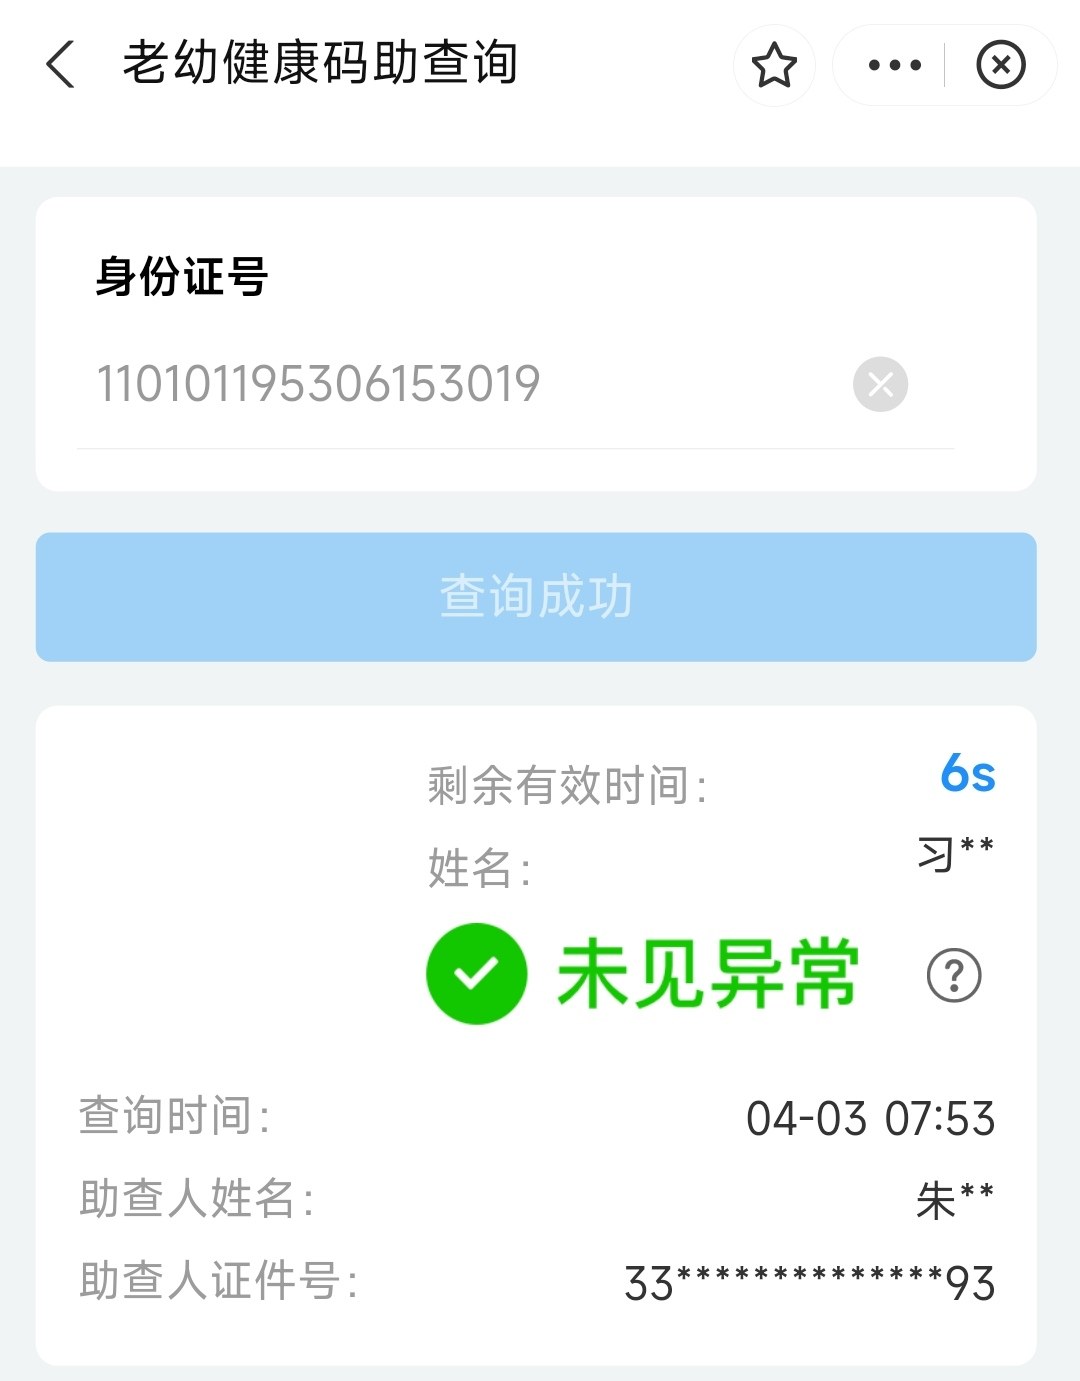 老幼健康码助查询
身份证号
110101195306153019
查询成功
剩余有效时间：6s
姓名：习**
未见异常
查询时间：04-03 07:53
助查人姓名：朱**
助查人证件号：33**************93